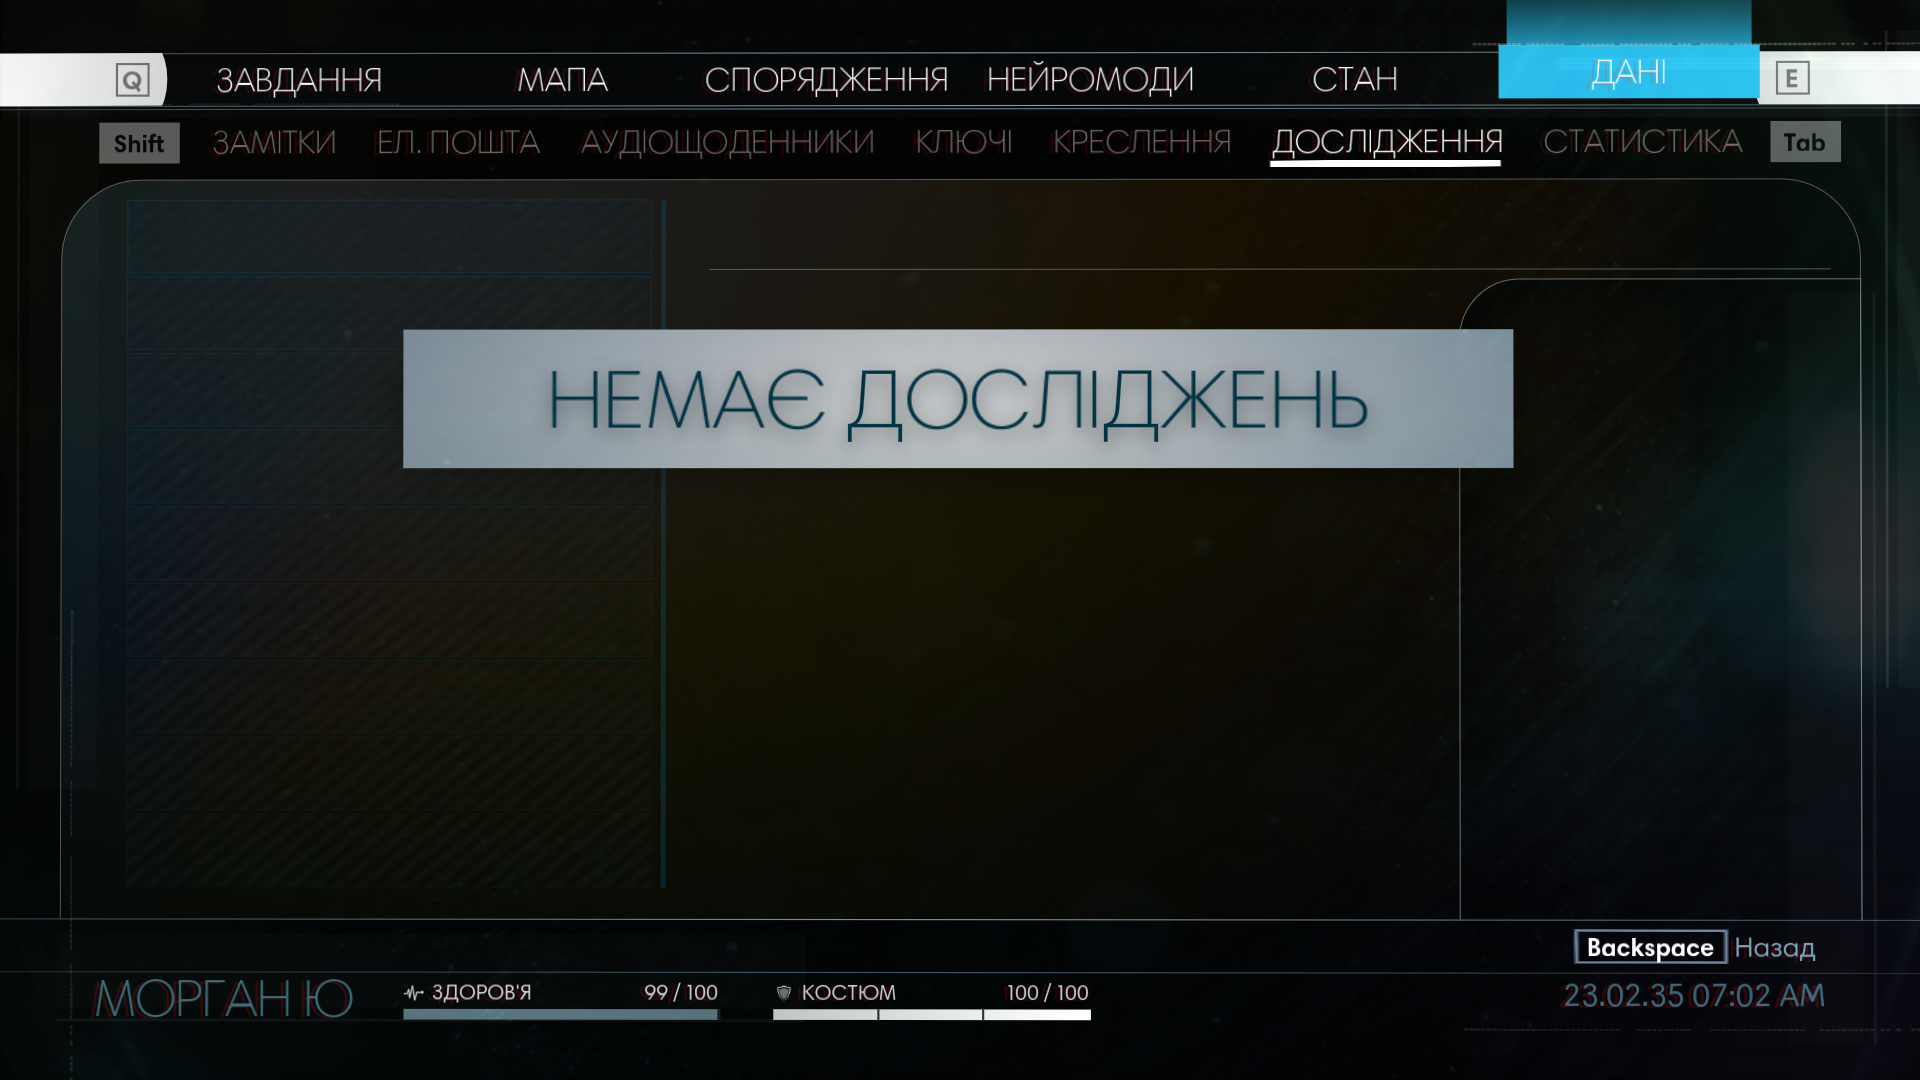 Q ЗАВДАННЯ МАПА СПОРЯДЖЕННЯ НЕЙРОМОДИ СТАН ДАНІ E
Shift ЗАМІТКИ ЕЛ. ПОШТА АУДІОЩОДЕННИКИ КЛЮЧІ КРЕСЛЕННЯ ДОСЛІДЖЕННЯ СТАТИСТИКА Tab
НЕМАЄ ДОСЛІДЖЕНЬ
Backspace Назад
МОРГАН Ю ЗДОРОВ'Я 99 / 100 КОСТЮМ 100 / 100 23.02.35 07:02 AM